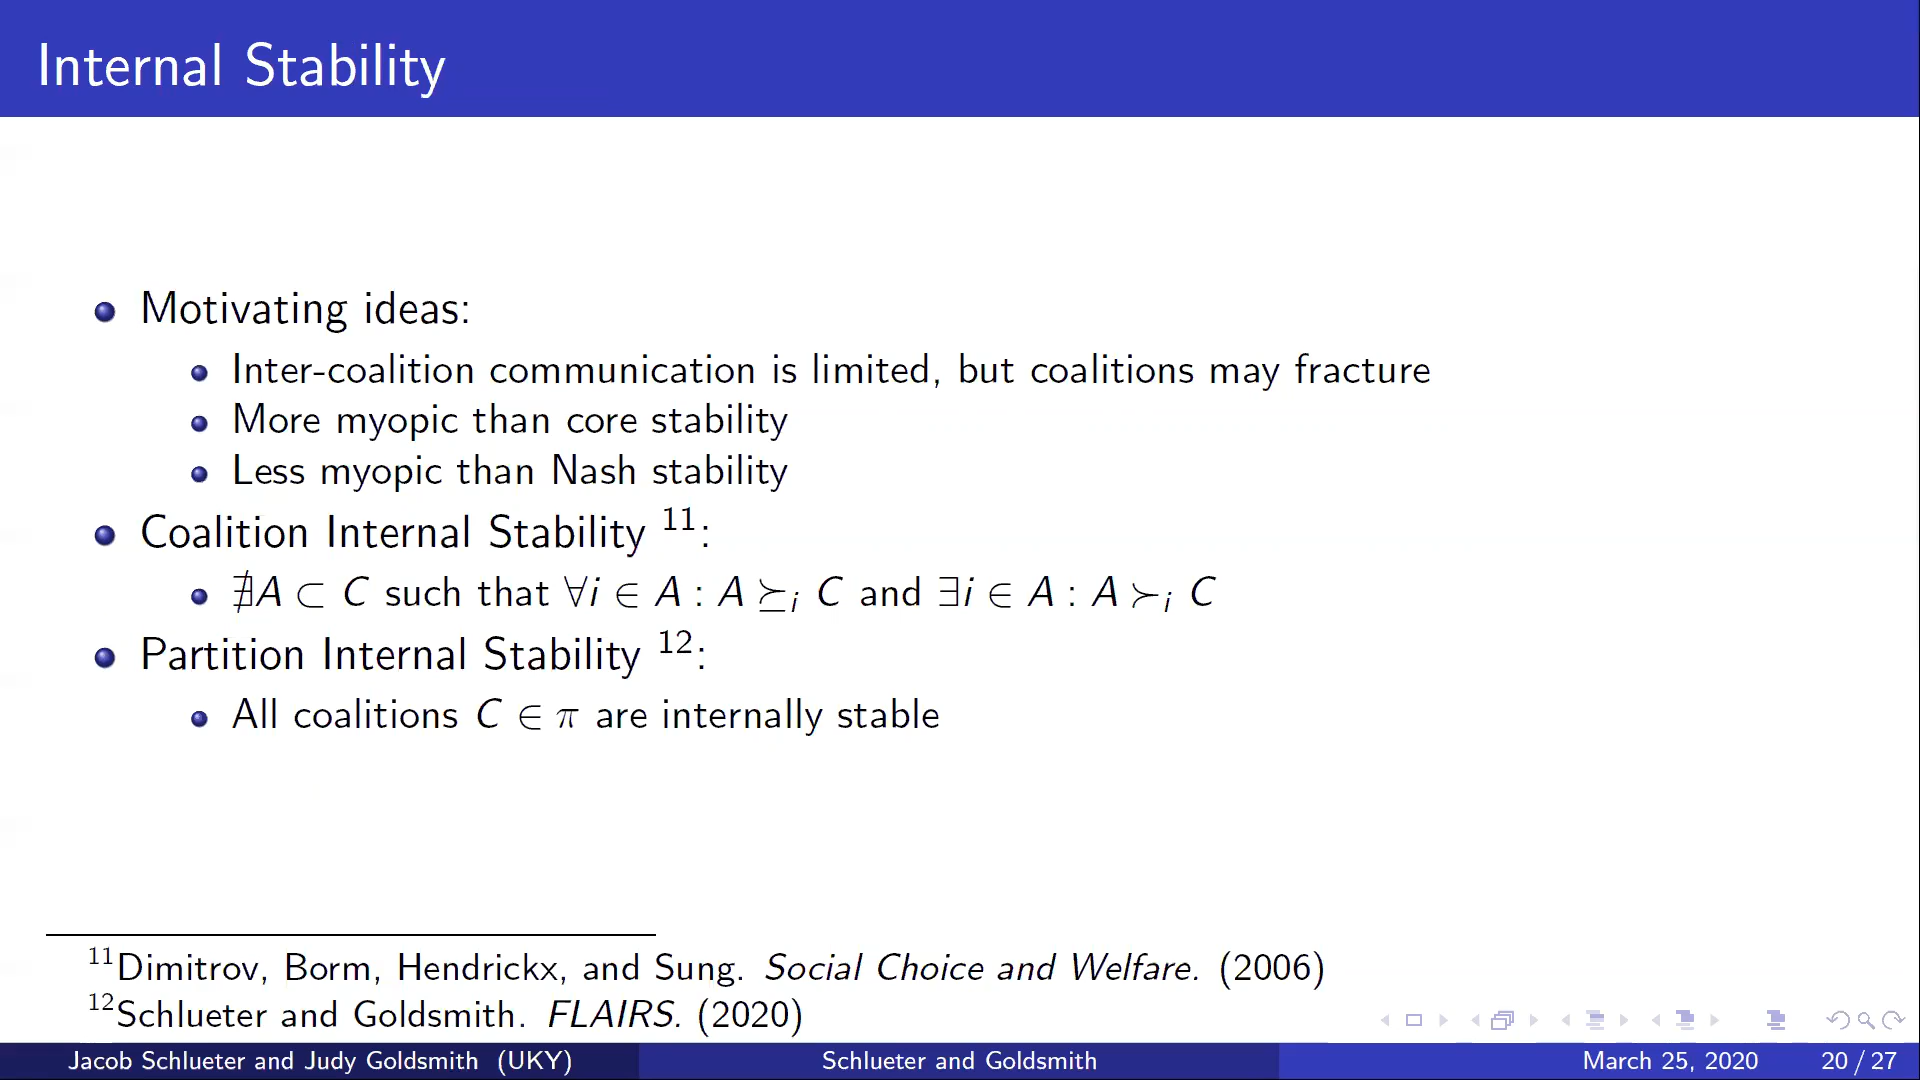 Internal Stability
Motivating ideas:
Inter-coalition communication is limited, but coalitions may fracture
More myopic than core stability
Less myopic than Nash stability
Coalition Internal Stability 11:
∄A ⊂ C such that ∀i ∈ A : A ⪰i C and ∃i ∈ A : A ≻i C
Partition Internal Stability 12:
All coalitions C ∈ π are internally stable
11Dimitrov, Borm, Hendrickx, and Sung. Social Choice and Welfare. (2006)
12Schlueter and Goldsmith. FLAIRS. (2020)
Jacob Schlueter and Judy Goldsmith (UKY) Schlueter and Goldsmith March 25, 2020 20 / 27